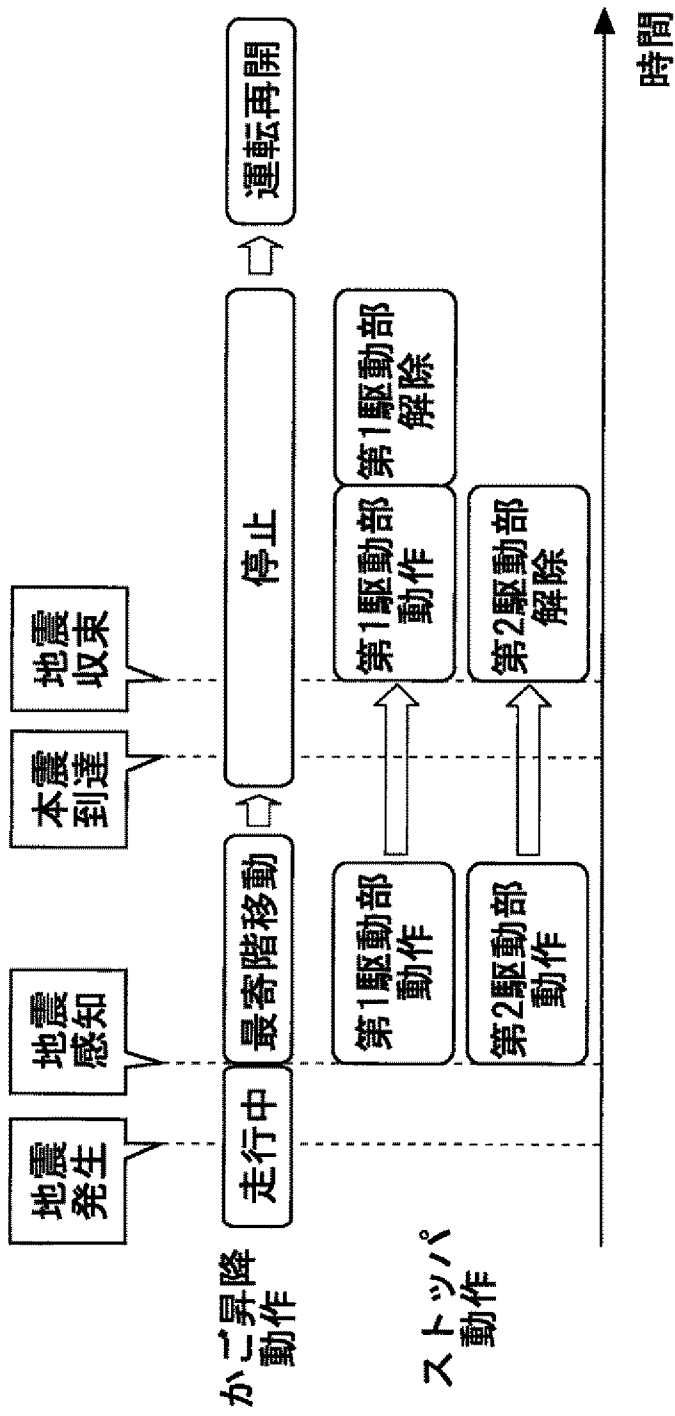 地震
発生
地震
感知
本震
到達
地震
収束
かご昇降
動作
走行中
最寄階移動
停止
運転再開
ストッパ
動作
第1駆動部
動作
第1駆動部
動作
第1駆動部
解除
第2駆動部
動作
第2駆動部
解除
時間